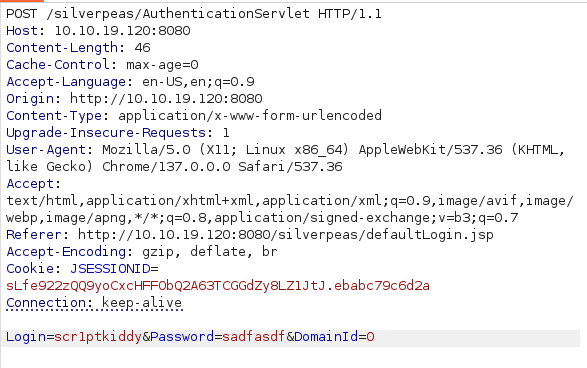 POST /silverpeas/AuthenticationServlet HTTP/1.1
Host: 10.10.19.120:8080
Content-Length: 46
Cache-Control: max-age=0
Accept-Language: en-US,en;q=0.9
Origin: http://10.10.19.120:8080
Content-Type: application/x-www-form-urlencoded
Upgrade-Insecure-Requests: 1
User-Agent: Mozilla/5.0 (X11; Linux x86_64) AppleWebKit/537.36 (KHTML,
like Gecko) Chrome/137.0.0.0 Safari/537.36
Accept:
text/html,application/xhtml+xml,application/xml;q=0.9,image/avif,image/
webp,image/apng,*/*;q=0.8,application/signed-exchange;v=b3;q=0.7
Referer: http://10.10.19.120:8080/silverpeas/defaultLogin.jsp
Accept-Encoding: gzip, deflate, br
Cookie: JSESSIONID=
sLfe922zQQ9yoCxcHFFObQ2A63TCGGdZy8LZ1JtJ.ebabc79c6d2a
Connection: keep-alive
Login=scr1ptkiddy&Password=sadfasdf&DomainId=0